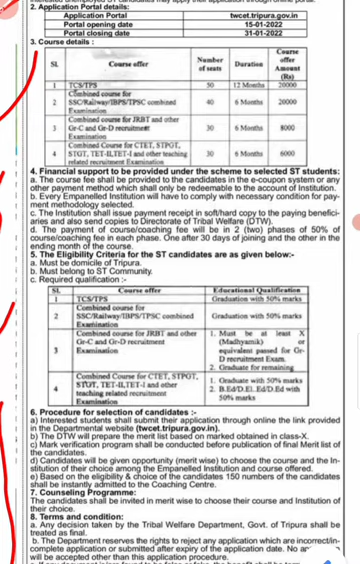 2. Application Portal details:
Application Portal twcet.tripura.gov.in
Portal opening date 15-01-2022
Portal closing date 31-01-2022
3. Course details :
SL Course offer Number of seats Duration Course offer Amount (Rs)
1 TCS/TPS 50 12 Months 20000
2 Combined course for SSC/Railway/IBPS/TPSC combined Examination 40 6 Months 20000
3 Combined course for JRBT and other Gr-C and Gr-D recruitment Examination 30 6 Months 8000
4 Combined Course for CTET, STPGT, STGT, TET-II,TET-I and other teaching related recruitment Examination 30 6 Months 6000
4. Financial support to be provided under the scheme to selected ST students:
a. The course fee shall be provided to the candidates in the e-coupon system or any
other payment method which shall only be redeemable to the account of Institution.
b. Every Empanelled Institution will have to comply with necessary condition for pay-
ment methodology selected.
c. The Institution shall issue payment receipt in soft/hard copy to the paying benefici-
aries and also send copies to Directorate of Tribal Welfare (DTW).
d. The payment of course/coaching fee will be in 2 (two) phases of 50% of
course/coaching fee in each phase. One after 30 days of joining and the other in the
ending month of the course.
5. The Eligibility Criteria for the ST candidates are as given below:-
a. Must be domicile of Tripura.
b. Must belong to ST Community.
c. Required qualification :-
SL Course offer Educational Qualification
1 TCS/TPS Graduation with 50% marks
2 Combined course for SSC/Railway/IBPS/TPSC combined Examination Graduation with 50% marks
3 Combined course for JRBT and other Gr-C and Gr-D recruitment Examination 1. Must be at least X (Madhyamik) or equivalent passed for Gr-D recruitment Exam. 2. Graduate for remaining
4 Combined Course for CTET, STPGT, STGT, TET-II,TET-I and other teaching related recruitment Examination 1. Graduate with 50% marks 2. B.Ed/D.El. Ed/D.Ed with 50% marks
6. Procedure for selection of candidates :-
a) Interested students shall submit their application through online the link provided
in the Departmental website (twcet.tripura.gov.in).
b) The DTW will prepare the merit list based on marked obtained in class-X.
c) Mark verification program shall be conducted before publication of final Merit list of
the candidates.
d) Candidates will be given opportunity (merit wise) to choose the course and the In-
stitution of their choice among the Empanelled Institution and course offered.
e) Based on the eligibility & choice of the candidates 150 numbers of the candidates
shall be instantly admitted to the Coaching Centre.
7. Counseling Programme:
The candidates shall be invited in merit wise to choose their course and Institution of
their choice.
8. Terms and condition:
a. Any decision taken by the Tribal Welfare Department, Govt. of Tripura shall be
treated as final.
b. The Department reserves the rights to reject any application which are incorrect/in-
complete application or submitted after expiry of the application date. No
will be accepted other than this application procedure.